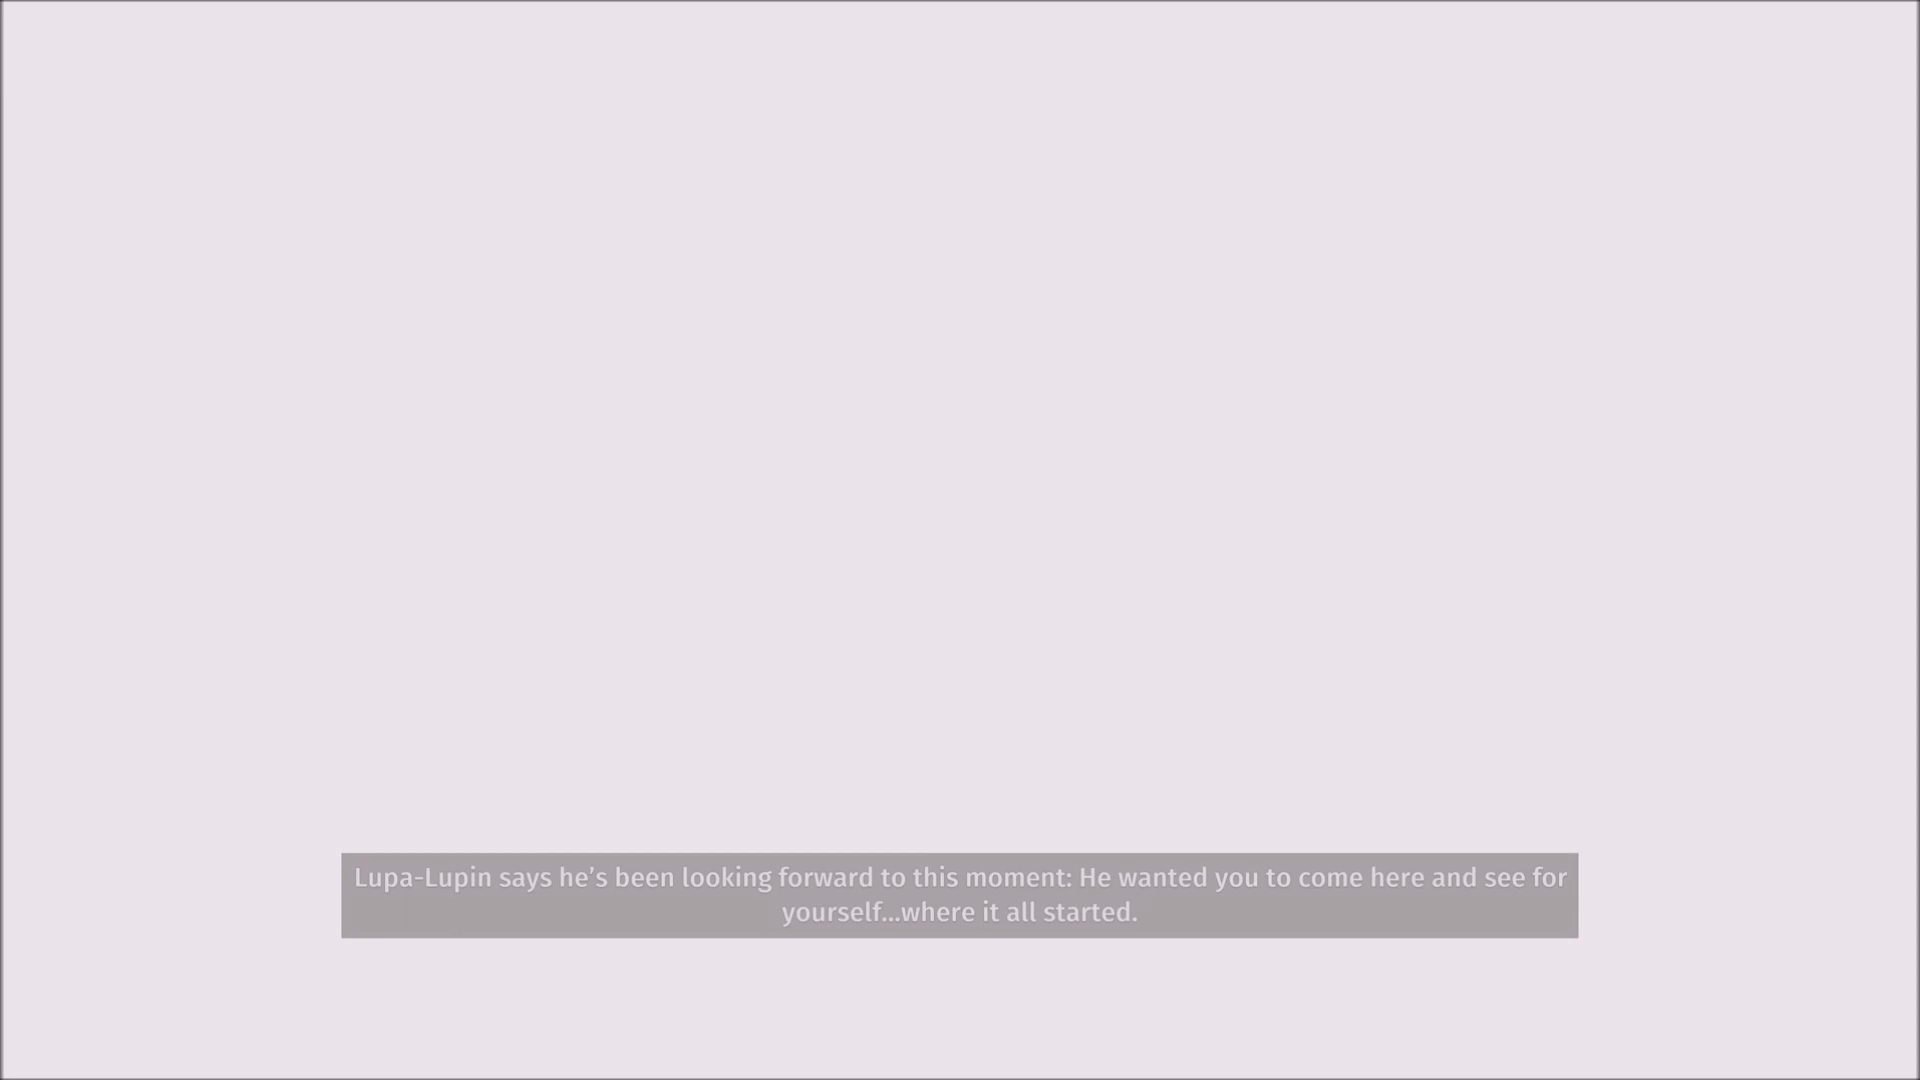 Lupa-Lupin says he’s been looking forward to this moment: He wanted you to come here and see for
yourself...where it all started.